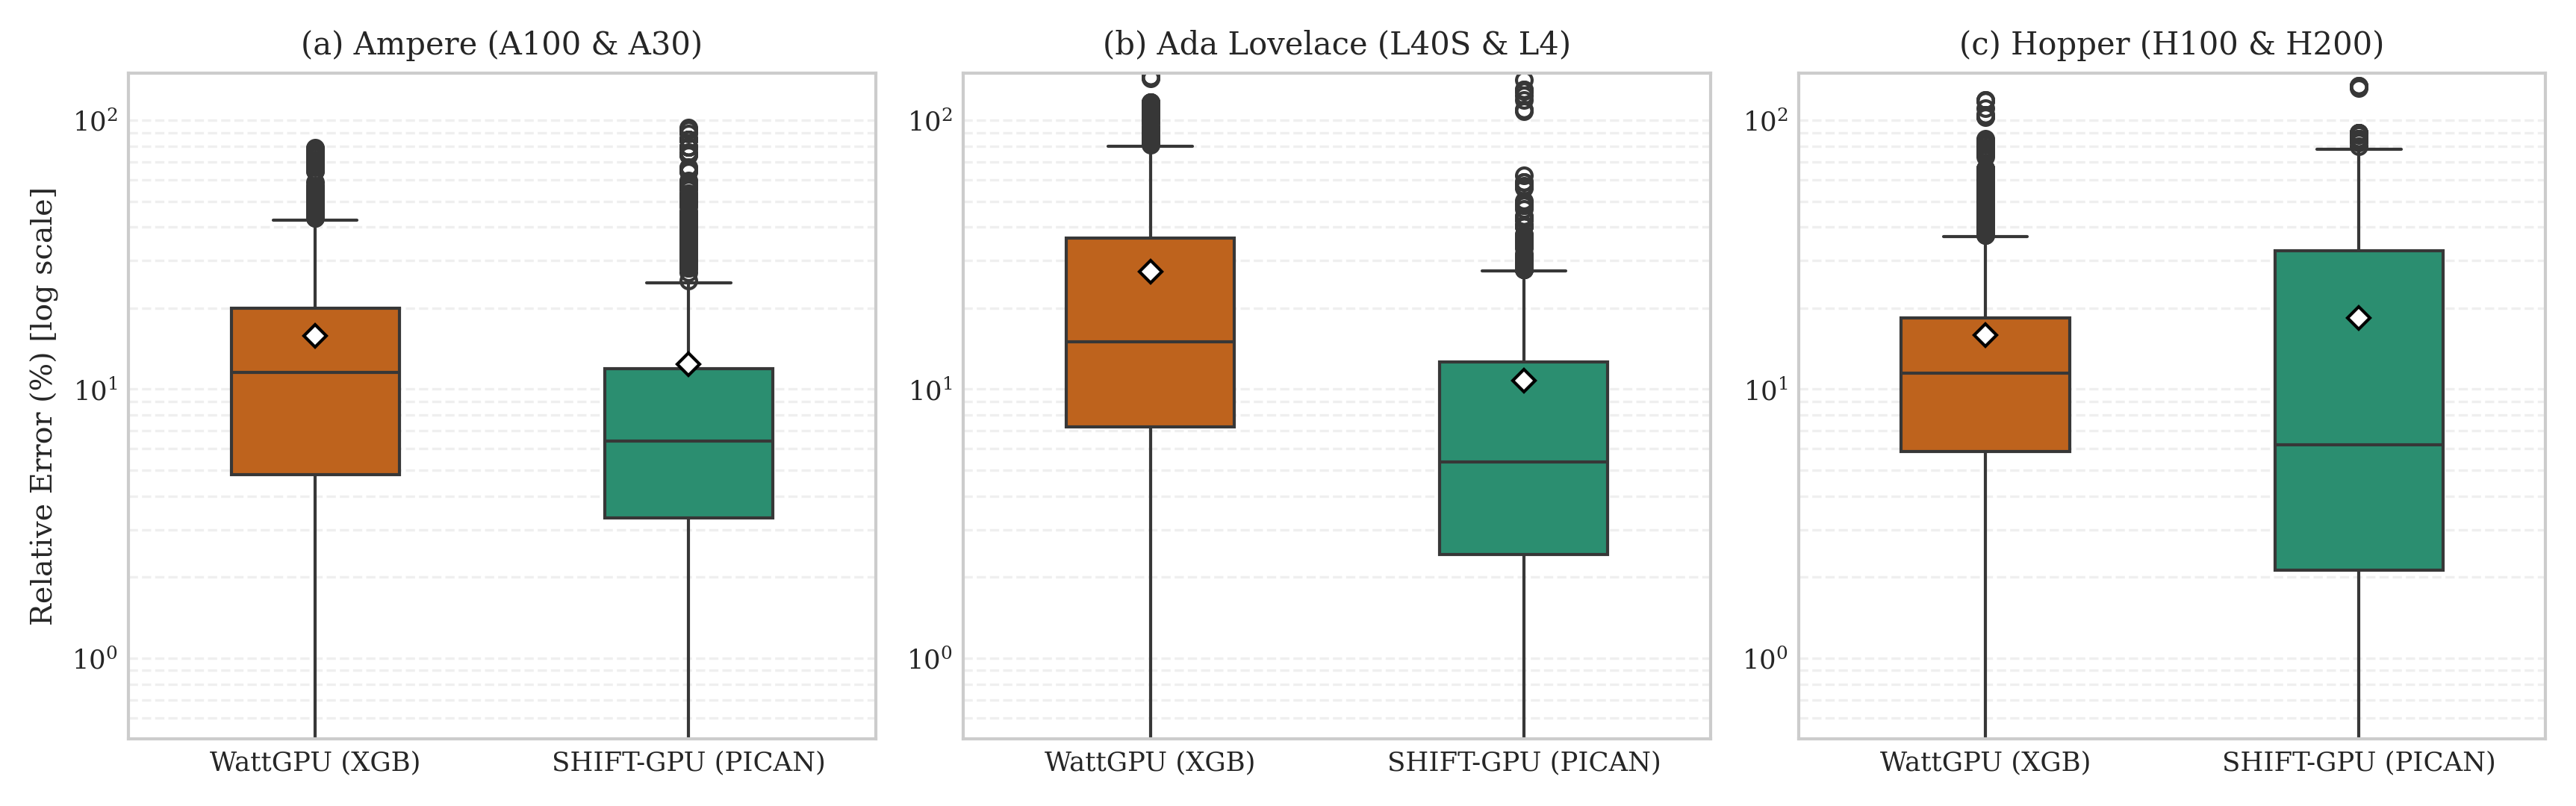 (a) Ampere (A100 & A30)
(b) Ada Lovelace (L40S & L4)
(c) Hopper (H100 & H200)
Relative Error (%) [log scale]
10²
10¹
10⁰
10²
10¹
10⁰
10²
10¹
10⁰
WattGPU (XGB)
SHIFT-GPU (PICAN)
WattGPU (XGB)
SHIFT-GPU (PICAN)
WattGPU (XGB)
SHIFT-GPU (PICAN)